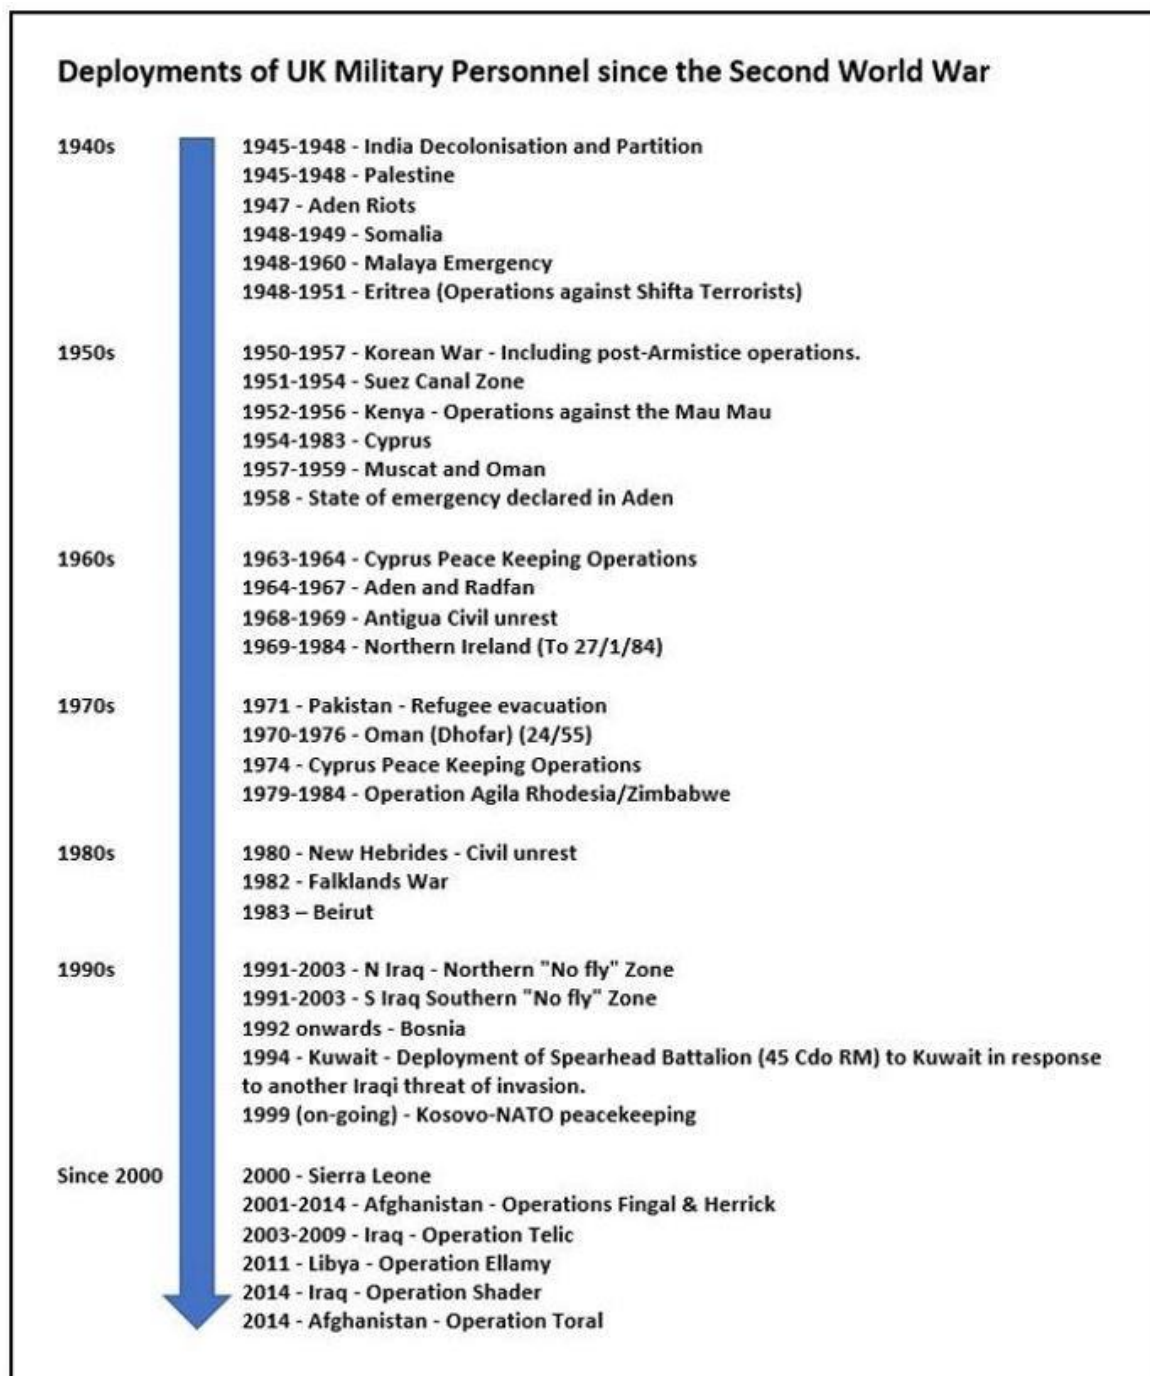 Deployments of UK Military Personnel since the Second World War
1940s
1945-1948 - India Decolonisation and Partition
1945-1948 - Palestine
1947 - Aden Riots
1948-1949 - Somalia
1948-1960 - Malaya Emergency
1948-1951 - Eritrea (Operations against Shifta Terrorists)
1950s
1950-1957 - Korean War - Including post-Armistice operations.
1951-1954 - Suez Canal Zone
1952-1956 - Kenya - Operations against the Mau Mau
1954-1983 - Cyprus
1957-1959 - Muscat and Oman
1958 - State of emergency declared in Aden
1960s
1963-1964 - Cyprus Peace Keeping Operations
1964-1967 - Aden and Radfan
1968-1969 - Antigua Civil unrest
1969-1984 - Northern Ireland (To 27/1/84)
1970s
1971 - Pakistan - Refugee evacuation
1970-1976 - Oman (Dhofar) (24/55)
1974 - Cyprus Peace Keeping Operations
1979-1984 - Operation Agila Rhodesia/Zimbabwe
1980s
1980 - New Hebrides - Civil unrest
1982 - Falklands War
1983 – Beirut
1990s
1991-2003 - N Iraq - Northern "No fly" Zone
1991-2003 - S Iraq Southern "No fly" Zone
1992 onwards - Bosnia
1994 - Kuwait - Deployment of Spearhead Battalion (45 Cdo RM) to Kuwait in response
to another Iraqi threat of invasion.
1999 (on-going) - Kosovo-NATO peacekeeping
Since 2000
2000 - Sierra Leone
2001-2014 - Afghanistan - Operations Fingal & Herrick
2003-2009 - Iraq - Operation Telic
2011 - Libya - Operation Ellamy
2014 - Iraq - Operation Shader
2014 - Afghanistan - Operation Toral